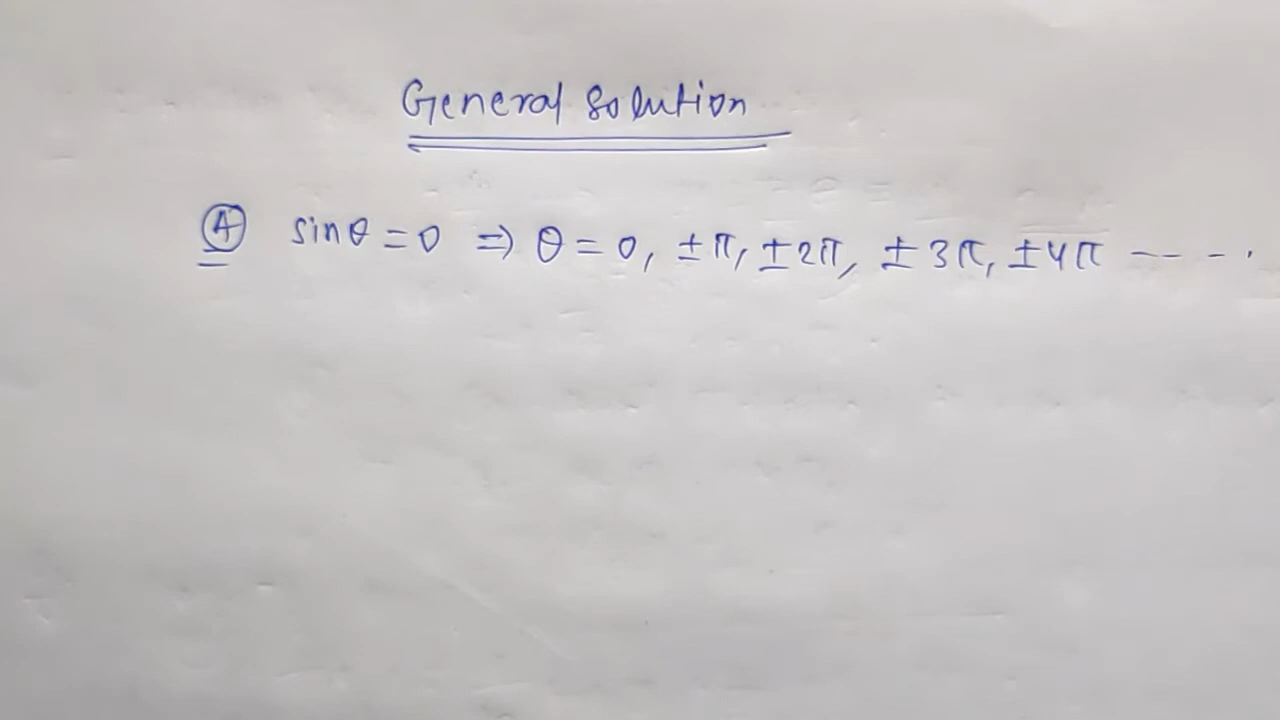 General Solution
A sinθ = 0 ⇒ θ = 0, ±π, ±2π, ±3π, ±4π ----.